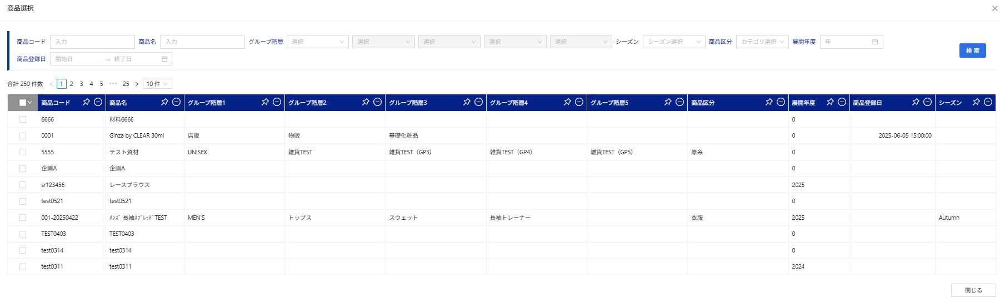 商品選択
商品コード 入力 商品名 入力 グループ階層 選択 選択 選択 選択 選択 シーズン シーズン選択 商品区分 カテゴリ選択 展開年度 年
検 索
商品登録日 開始日 → 終了日
合計 250 件数 < 1 2 3 4 5 ••• 25 > 10 件
商品コード 商品名 グループ階層1 グループ階層2 グループ階層3 グループ階層4 グループ階層5 商品区分 展開年度 商品登録日 シーズン
6666 材料6666 0
0001 Ginza by CLEAR 30ml 店販 物販 基礎化粧品 0 2025-06-05 15:00:00
5555 テスト資材 UNISEX 雑貨TEST 雑貨TEST（GP3） 雑貨TEST（GP4） 雑貨TEST（GP5） 原糸 0
企画A 企画A 0
sr123456 レースブラウス 2025
test0521 test0521 0
001-20250422 ﾒﾝｽﾞ 長袖ｽﾌﾟﾚｯﾄﾞTEST MEN'S トップス スウェット 長袖トレーナー 衣服 2025 Autumn
TEST0403 TEST0403 0
test0314 test0314 0
test0311 test0311 2024
閉じる